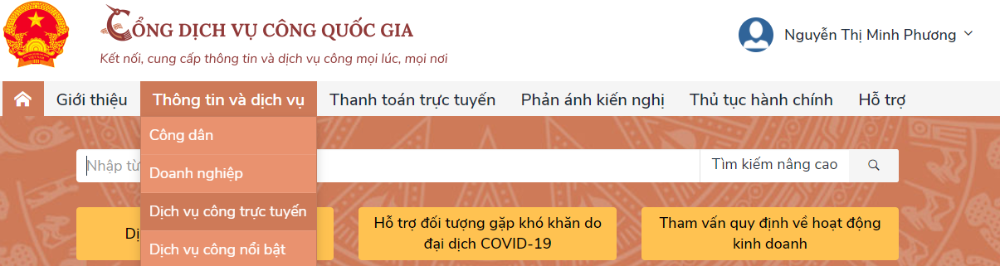 CỔNG DỊCH VỤ CÔNG QUỐC GIA
Kết nối, cung cấp thông tin và dịch vụ công mọi lúc, mọi nơi
Nguyễn Thị Minh Phương
Giới thiệu
Thông tin và dịch vụ
Thanh toán trực tuyến
Phản ánh kiến nghị
Thủ tục hành chính
Hỗ trợ
Công dân
Doanh nghiệp
Dịch vụ công trực tuyến
Dịch vụ công nổi bật
Nhập từ
Tìm kiếm nâng cao
Hỗ trợ đối tượng gặp khó khăn do
đại dịch COVID-19
Tham vấn quy định về hoạt động
kinh doanh